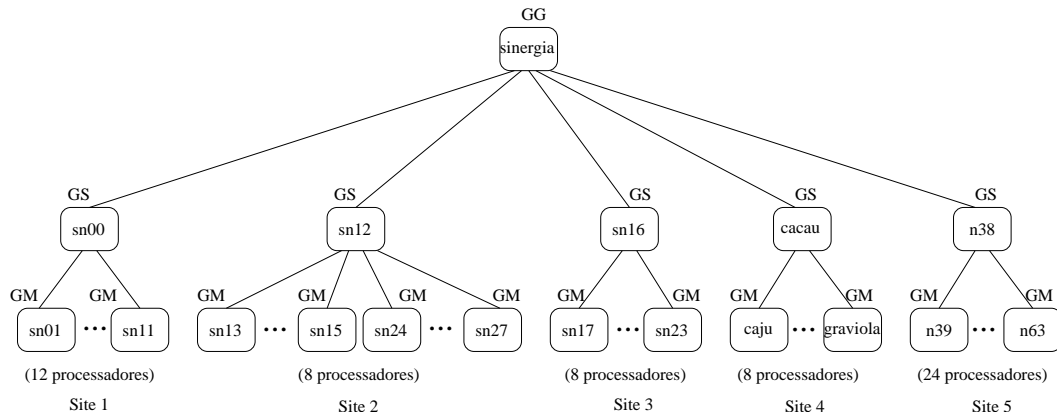 GG
sinergia
GS GS GS GS GS
sn00 sn12 sn16 cacau n38
GM GM GM GM GM GM GM GM GM GM GM GM
sn01 ... sn11 sn13 ... sn15 sn24 ... sn27 sn17 ... sn23 caju ... graviola n39 ... n63
(12 processadores) (8 processadores) (8 processadores) (8 processadores) (24 processadores)
Site 1 Site 2 Site 3 Site 4 Site 5